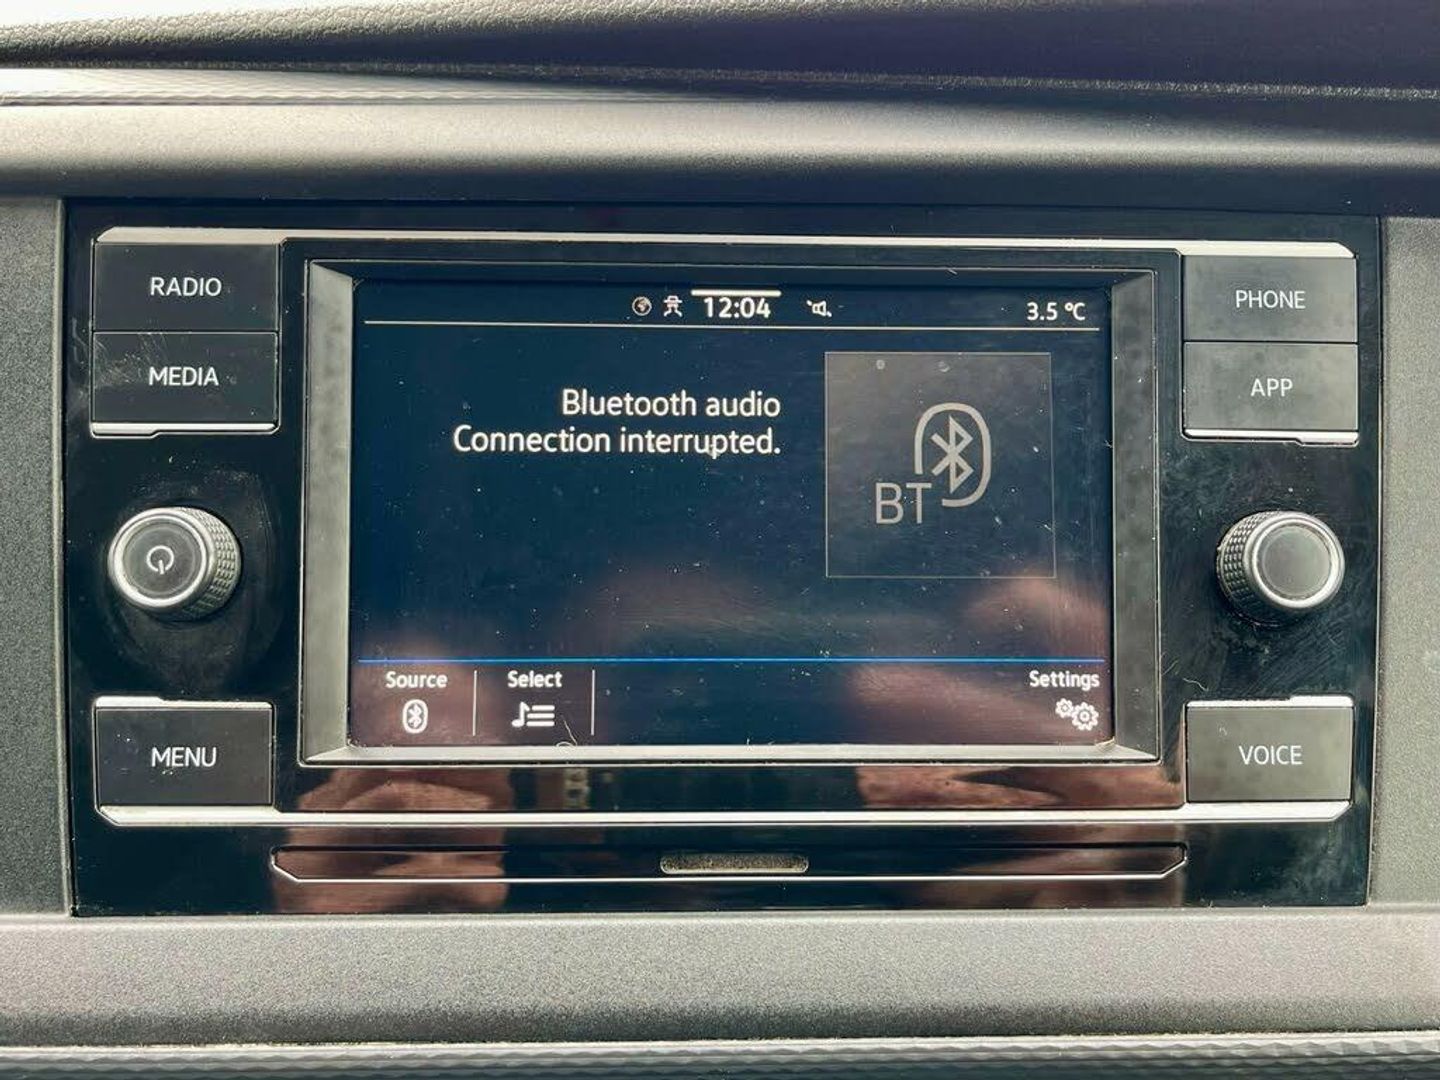 RADIO
MEDIA
MENU
12:04
3.5 °C
Bluetooth audio
Connection interrupted.
BT
Source
Select
Settings
PHONE
APP
VOICE